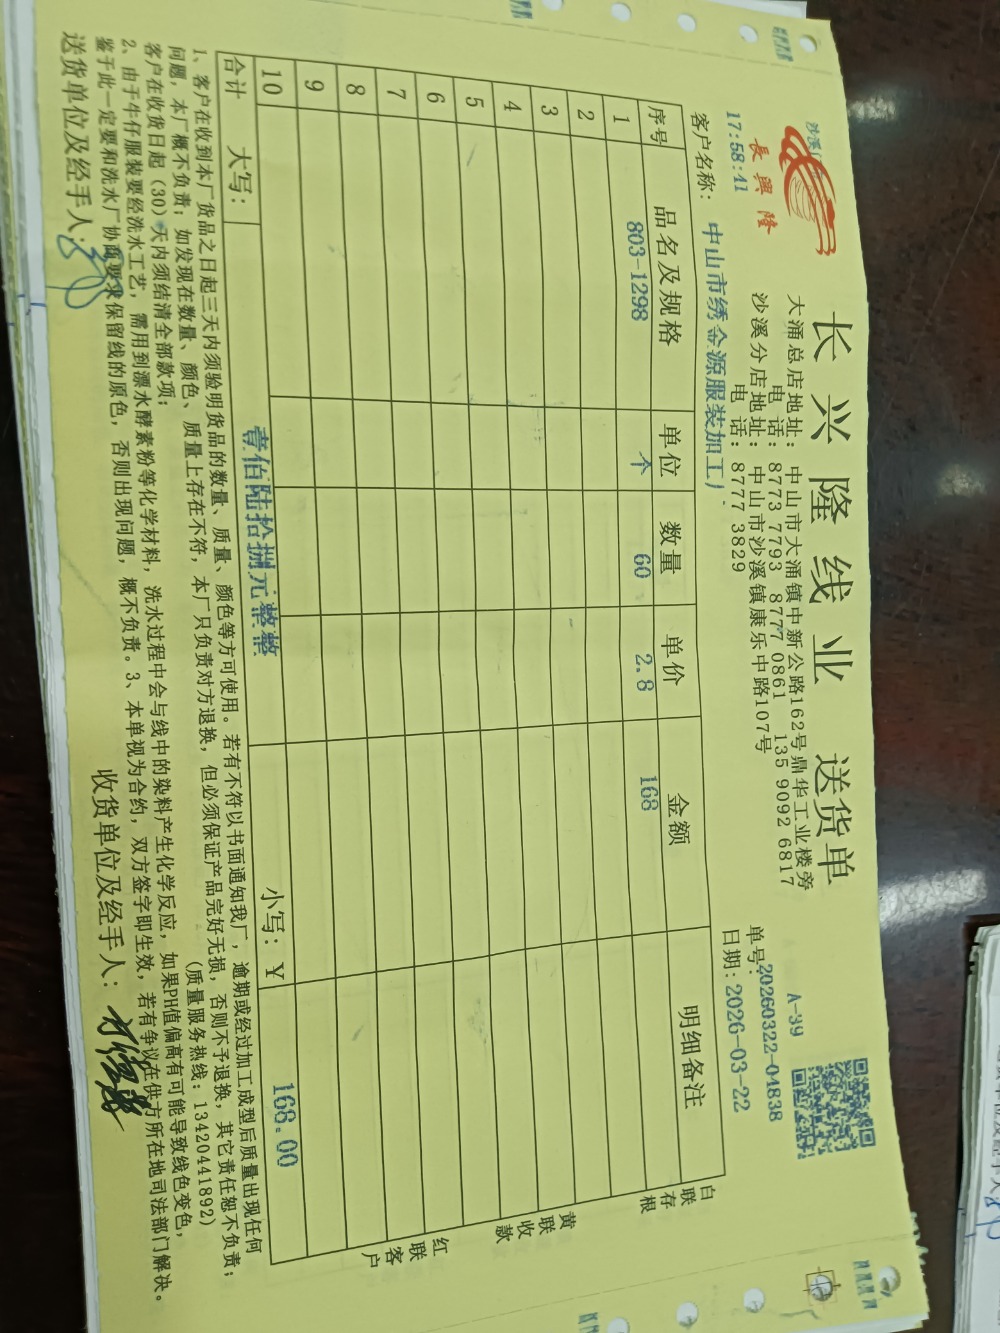 長興隆
17:58:41
长兴隆线业 送货单
大涌总店地址：中山市大涌镇中新公路162号鼎华工业楼旁
电 话：8773 7793 8777 0861 135 9092 6817
沙溪分店地址：中山市沙溪镇康乐中路107号
电 话：8777 3829
A-39
单号：20260322-04838
日期：2026-03-22
客户名称：中山市绣金源服装加工厂
序号 品名及规格 单位 数量 单价 金额 明细备注
1 803-1298 个 60 2.8 168
2
3
4
5
6
7
8
9
10
合计 大写：壹佰陆拾捌元整整 小写：Y 168.00
白联存根
黄联收款
红联客户
1、客户在收到本厂货品之日起三天内须验明货品的数量、质量、颜色等方可使用。若有不符以书面通知我厂，逾期或经过加工成型后质量出现任何
问题，本厂概不负责；如发现在数量、颜色、质量上存在不符，本厂只负责对方退换，但必须保证产品完好无损，否则不予退换，其它责任恕不负责；
客户在收货日起（30）天内须结清全部款项； （质量服务热线：13420441892）
2、由于牛仔服装要经洗水工艺，需用到漂水酵素粉等化学材料，洗水过程中会与线中的染料产生化学反应，如果PH值偏高有可能导致线色变色，
鉴于此一定要和洗水厂协商要求保留线的原色，否则出现问题，概不负责。3、本单视为合约，双方签字即生效，若有争议在供方所在地司法部门解决。
送货单位及经手人： 收货单位及经手人：